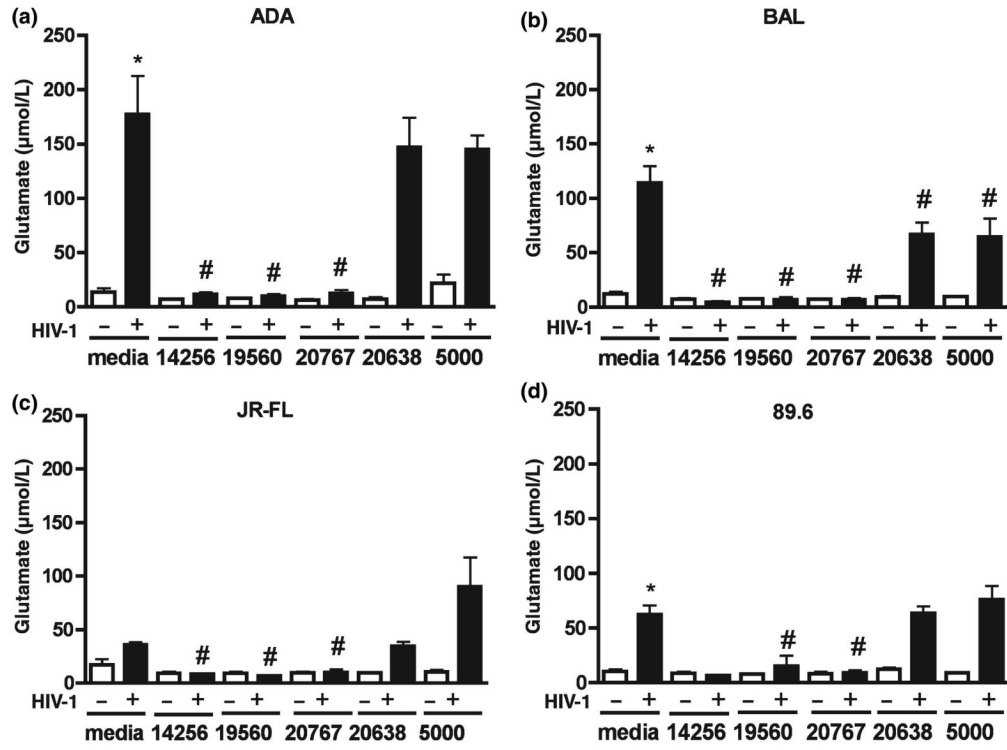 (a) ADA
250
200
150
100
50
0
Glutamate (µmol/L)
*
#
#
#
HIV-1 – + – + – + – + – + – +
media 14256 19560 20767 20638 5000
(b) BAL
250
200
150
100
50
0
Glutamate (µmol/L)
*
#
#
#
#
#
HIV-1 – + – + – + – + – + – +
media 14256 19560 20767 20638 5000
(c) JR-FL
250
200
150
100
50
0
Glutamate (µmol/L)
#
#
#
HIV-1 – + – + – + – + – + – +
media 14256 19560 20767 20638 5000
(d) 89.6
250
200
150
100
50
0
Glutamate (µmol/L)
*
#
#
HIV-1 – + – + – + – + – + – +
media 14256 19560 20767 20638 5000